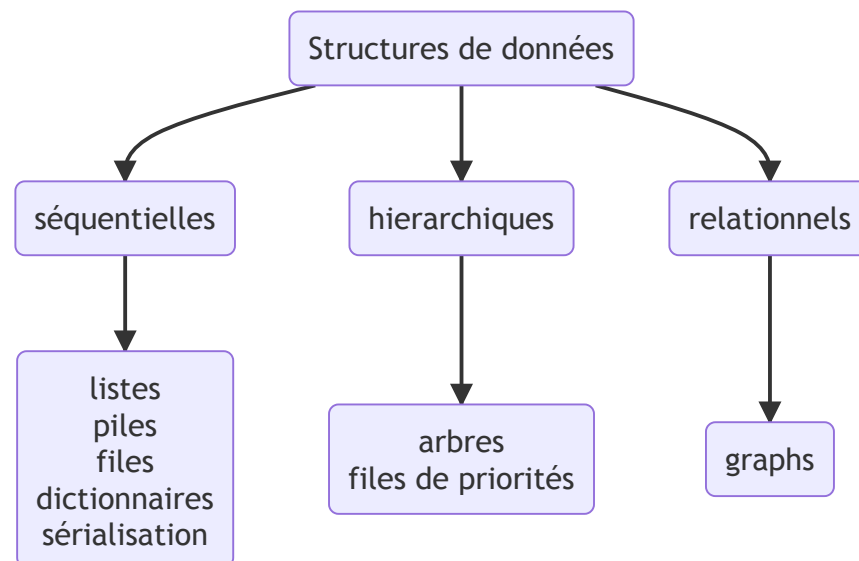 Structures de données
séquentielles
hierarchiques
relationnels
listes
piles
files
dictionnaires
sérialisation
arbres
files de priorités
graphs